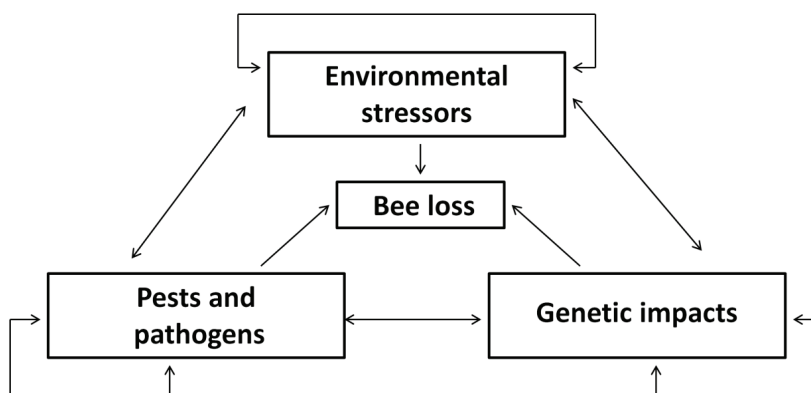 Environmental
stressors
Bee loss
Pests and
pathogens
Genetic impacts